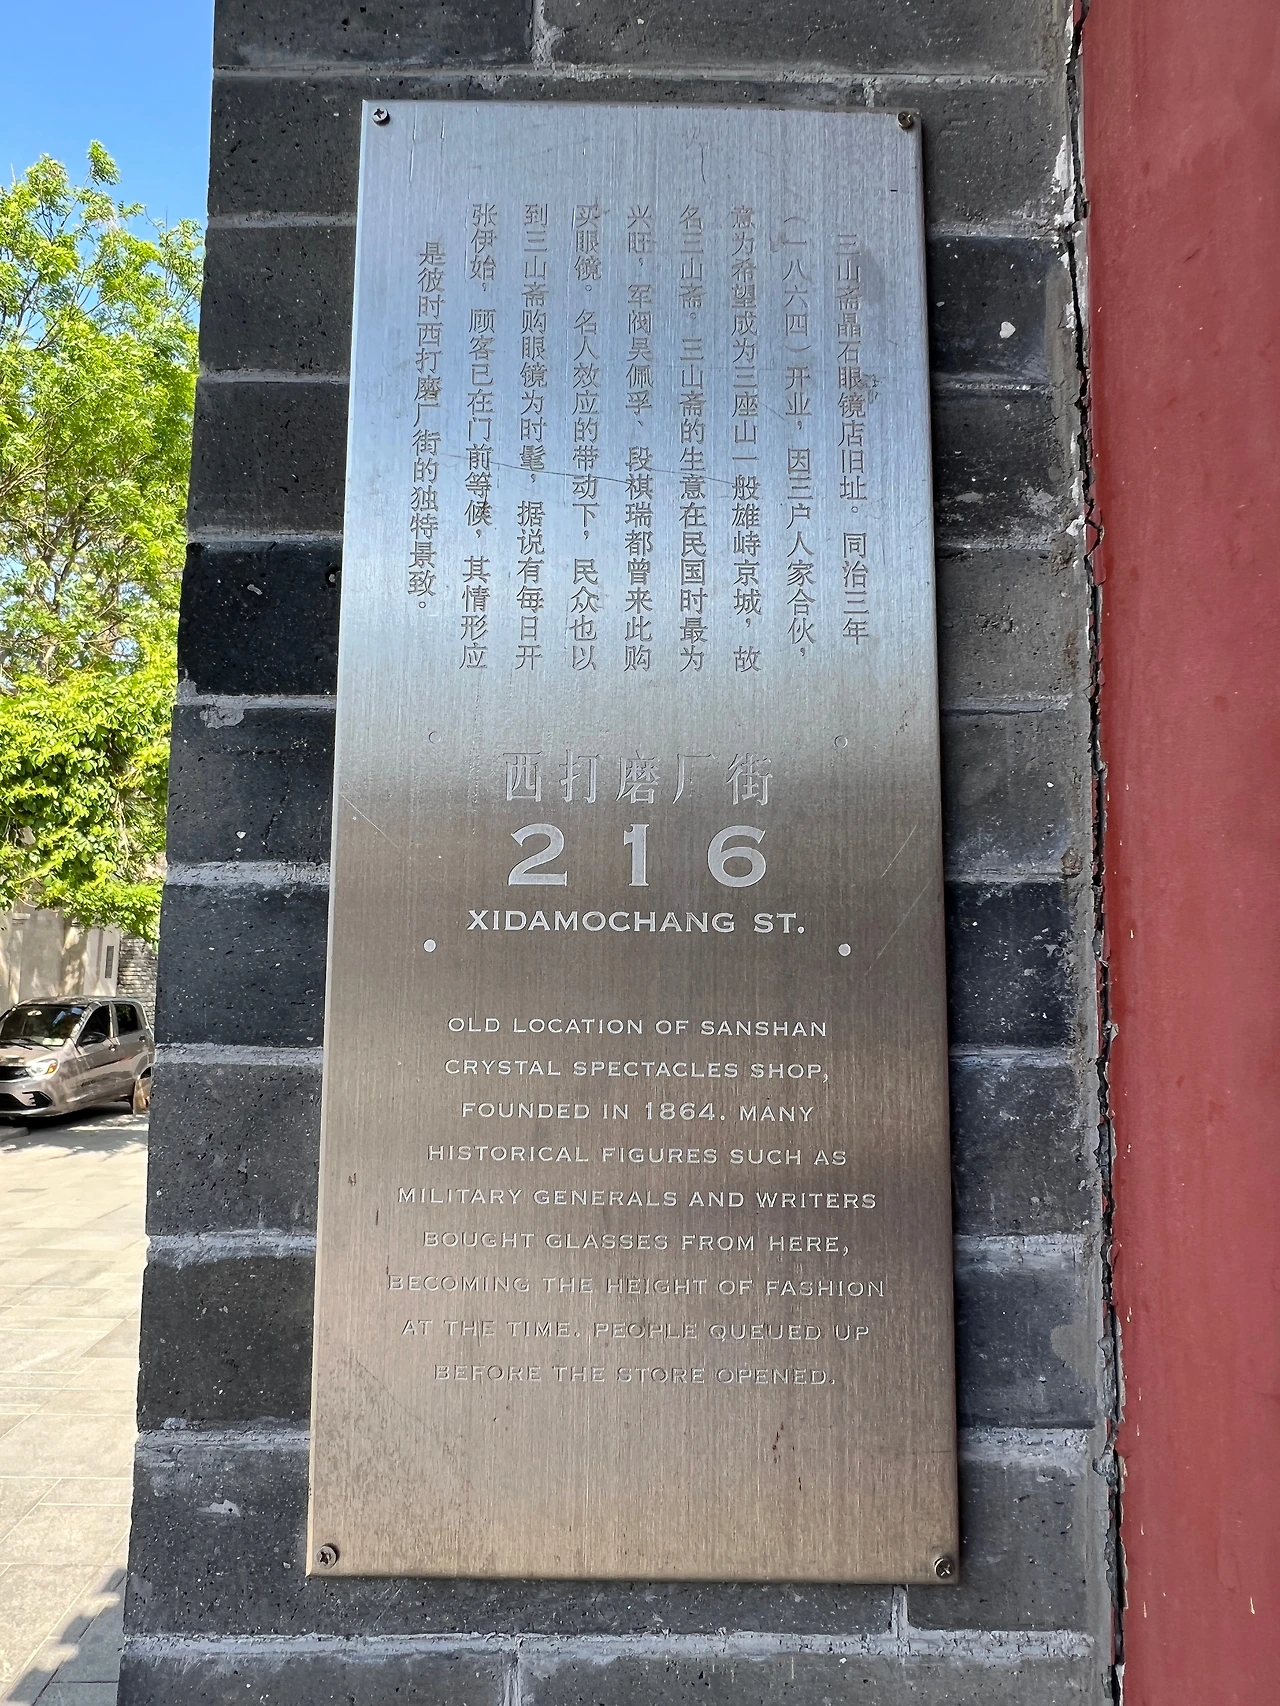 三山斋晶石眼镜店旧址。同治三年
（一八六四）开业，因三户人家合伙，
意为希望成为三座山一般雄峙京城，故
名三山斋。三山斋的生意在民国时最为
兴旺，军阀吴佩孚、段祺瑞都曾来此购
买眼镜。名人效应的带动下，民众也以
到三山斋购眼镜为时髦，据说有每日开
张伊始，顾客已在门前等候，其情形应
是彼时西打磨厂街的独特景致。
西打磨厂街
216
XIDAMOCHANG ST.
OLD LOCATION OF SANSHAN
CRYSTAL SPECTACLES SHOP,
FOUNDED IN 1864. MANY
HISTORICAL FIGURES SUCH AS
MILITARY GENERALS AND WRITERS
BOUGHT GLASSES FROM HERE,
BECOMING THE HEIGHT OF FASHION
AT THE TIME. PEOPLE QUEUED UP
BEFORE THE STORE OPENED.